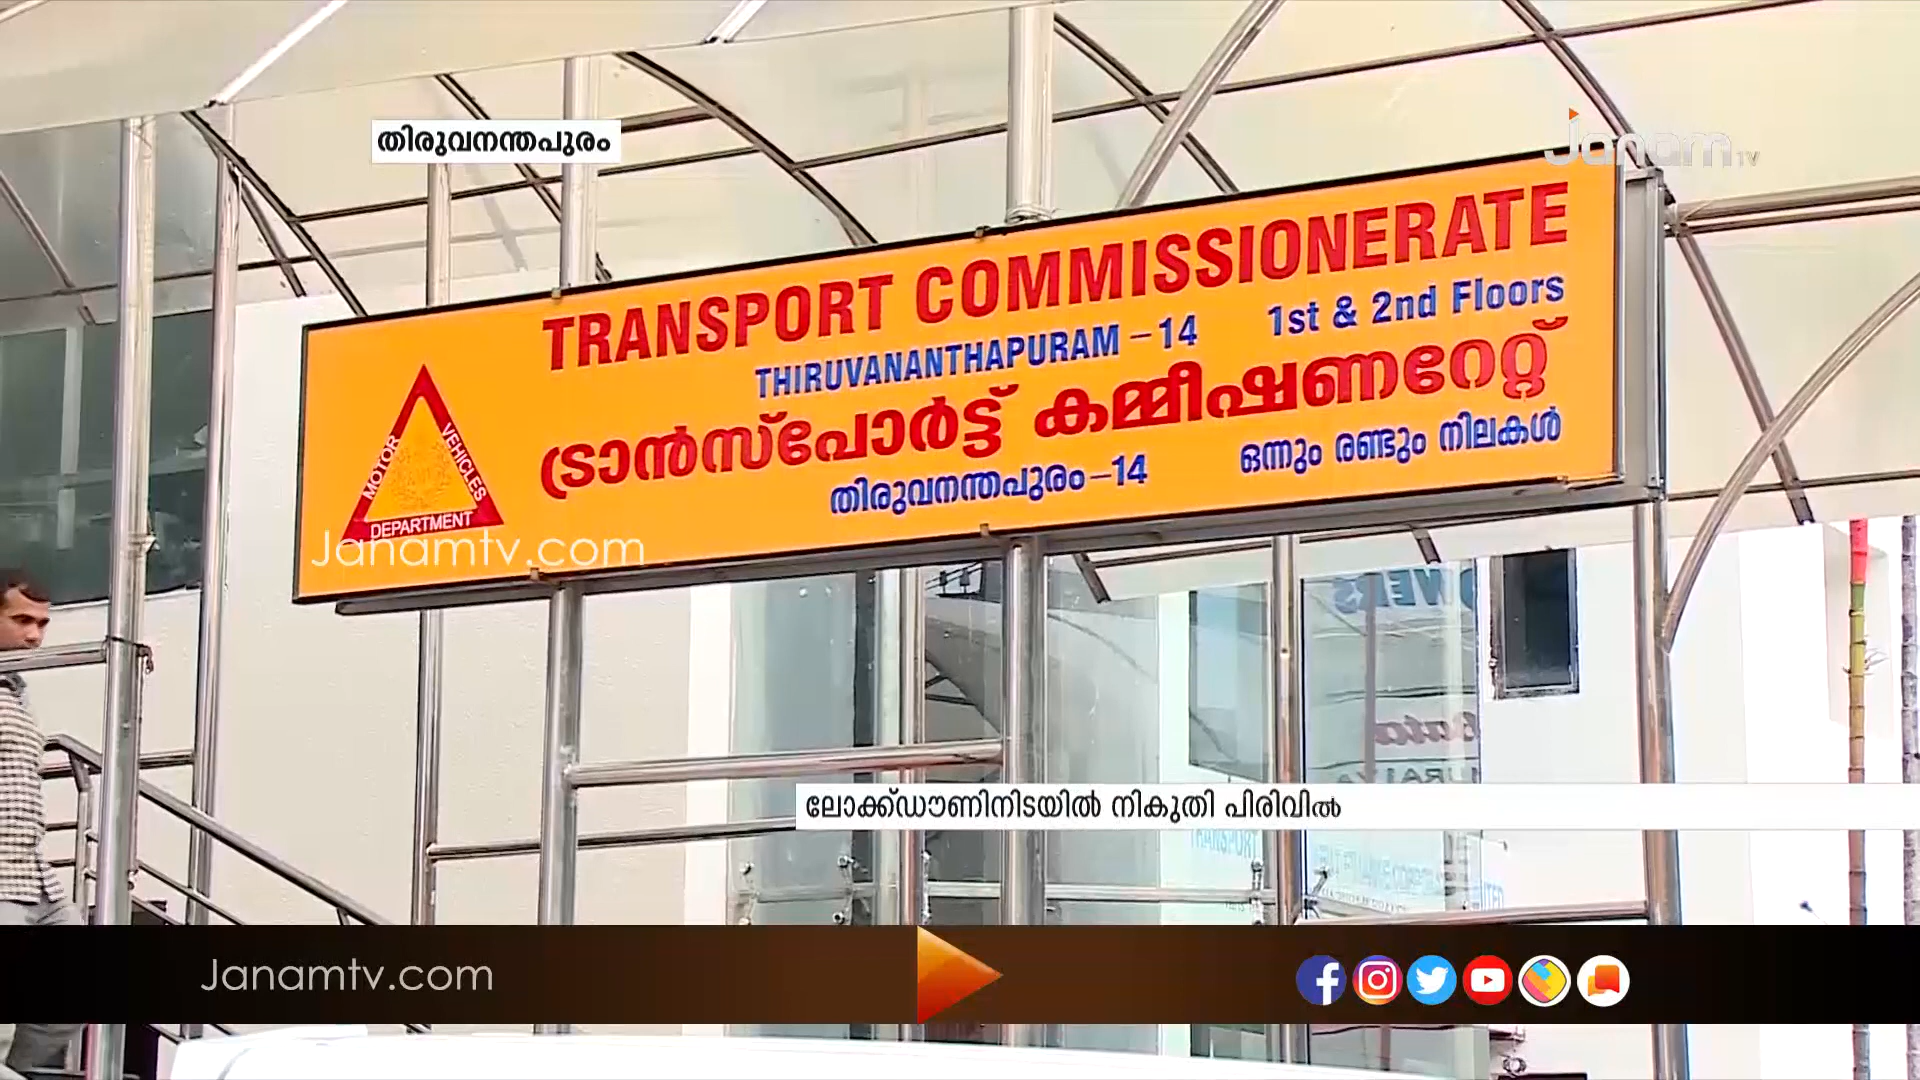 തിരുവനന്തപുരം
Janam TV
TRANSPORT COMMISSIONERATE
THIRUVANANTHAPURAM – 14 1st & 2nd Floors
ട്രാൻസ്പോർട്ട് കമ്മീഷണറേറ്റ്
തിരുവനന്തപുരം–14 ഒന്നും രണ്ടും നിലകൾ
MOTOR VEHICLES DEPARTMENT
Janamtv.com
ലോക്ക്ഡൗണിനിടയിൽ നികുതി പിരിവിൽ
TRANSPORT
Janamtv.com